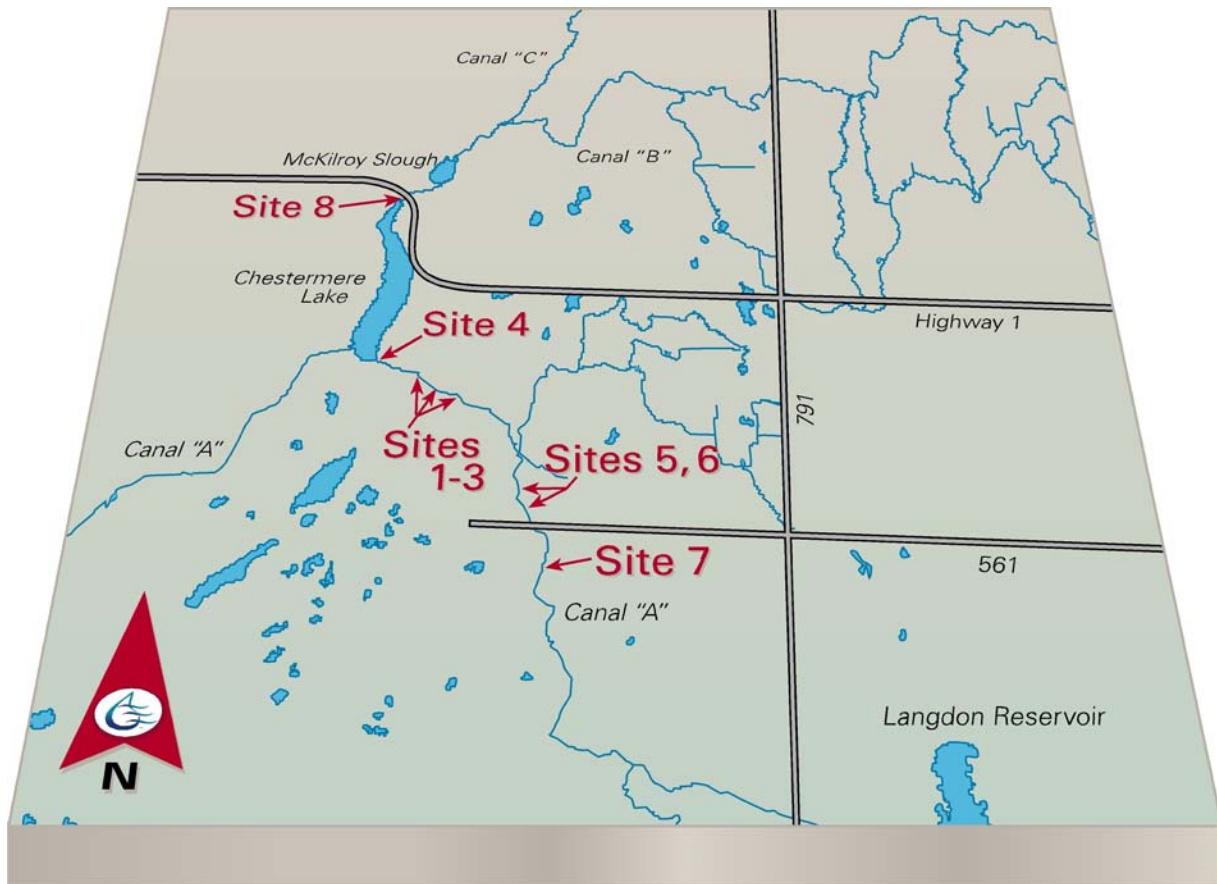 Canal "C"
McKilroy Slough
Canal "B"
Site 8
Chestermere
Lake
Site 4
Highway 1
791
Canal "A"
Sites
1-3
Sites 5, 6
Site 7
561
Canal "A"
Langdon Reservoir
N